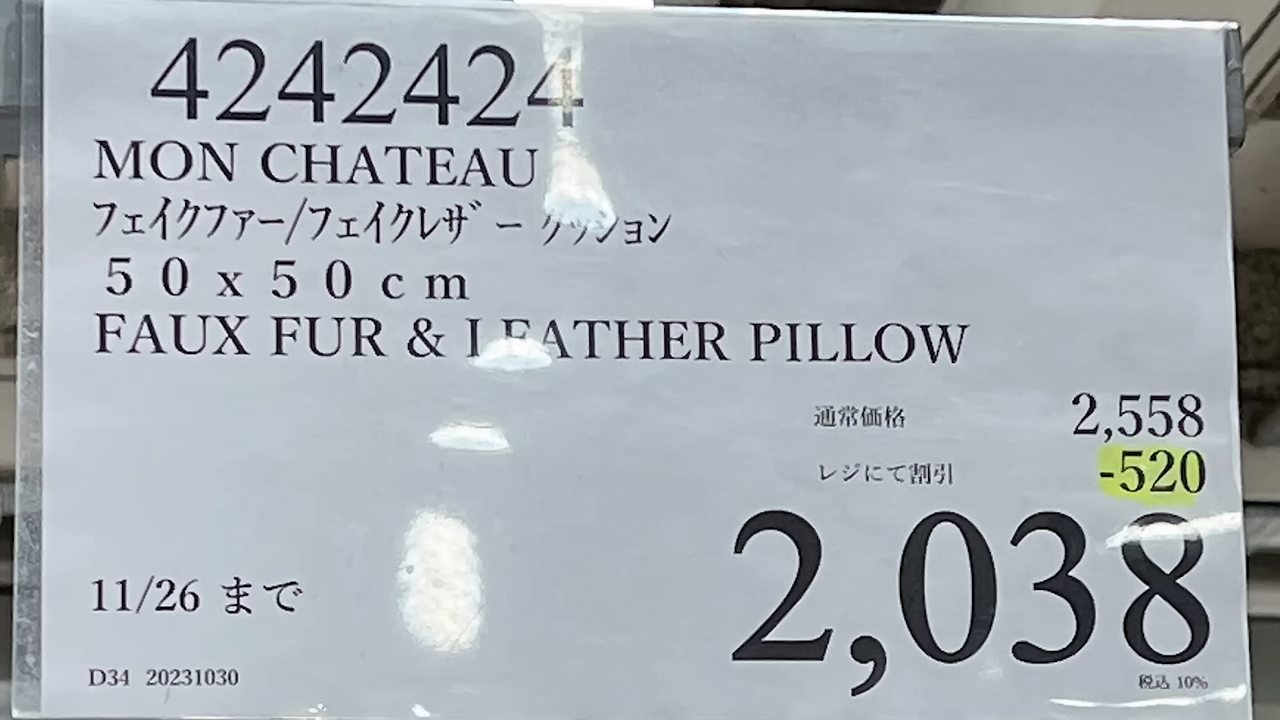 4242424
MON CHATEAU
フェイクファー/フェイクレザー クッション
50x50cm
FAUX FUR & LEATHER PILLOW
通常価格 2,558
レジにて割引 -520
2,038
11/26 まで
D34 20231030
税込 10%